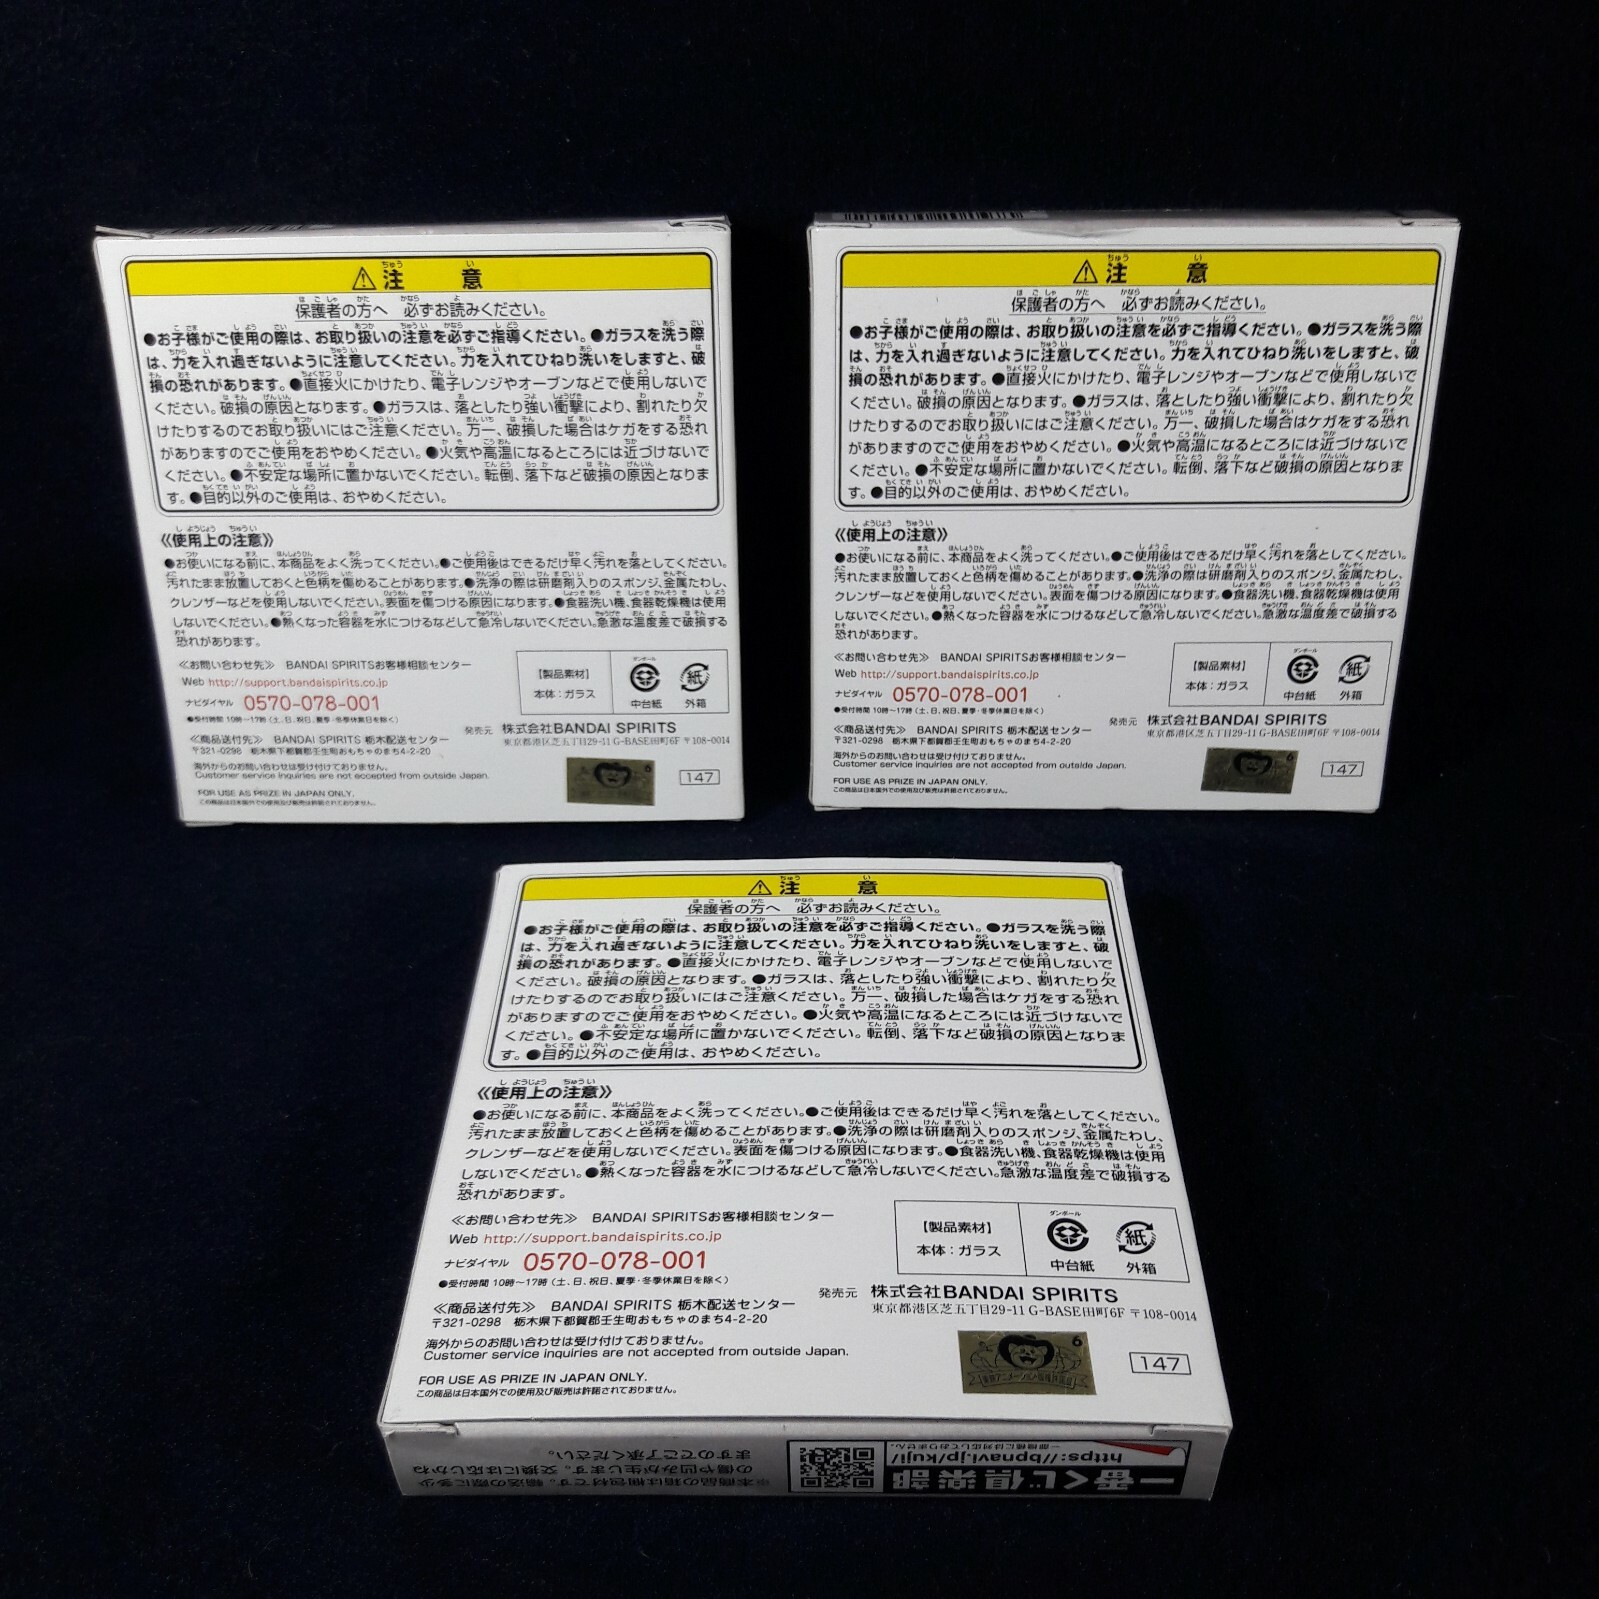 ⚠注 意
保護者の方へ 必ずお読みください。
●お子様がご使用の際は、お取り扱いの注意を必ずご指導ください。●ガラスを洗う際
は、力を入れ過ぎないように注意してください。力を入れてひねり洗いをしますと、破
損の恐れがあります。●直接火にかけたり、電子レンジやオーブンなどで使用しないで
ください。破損の原因となります。●ガラスは、落としたり強い衝撃により、割れたり欠
けたりするのでお取り扱いにはご注意ください。万一、破損した場合はケガをする恐れ
がありますのでご使用をおやめください。●火気や高温になるところには近づけないで
ください。●不安定な場所に置かないでください。転倒、落下など破損の原因となりま
す。●目的以外のご使用は、おやめください。
《使用上の注意》
●お使いになる前に、本商品をよく洗ってください。●ご使用後はできるだけ早く汚れを落としてください。
汚れたまま放置しておくと色柄を傷めることがあります。●洗浄の際は研磨剤入りのスポンジ、金属たわし、
クレンザーなどを使用しないでください。表面を傷つける原因になります。●食器洗い機、食器乾燥機は使用
しないでください。●熱くなった容器を水につけるなどして急冷しないでください。急激な温度差で破損する
恐れがあります。
≪お問い合わせ先≫ BANDAI SPIRITSお客様相談センター
Web http://support.bandaispirits.co.jp
ナビダイヤル 0570-078-001
●受付時間 10時～17時（土、日、祝日、夏季・冬季休業日を除く）
≪商品送付先≫ BANDAI SPIRITS 栃木配送センター
〒321-0298 栃木県下都賀郡壬生町おもちゃのまち4-2-20
海外からのお問い合わせは受け付けておりません。
Customer service inquiries are not accepted from outside Japan.
FOR USE AS PRIZE IN JAPAN ONLY.
この商品は日本国外での使用及び販売は許諾されておりません。
【製品素材】
本体：ガラス
ダンボール
中台紙
紙
外箱
発売元 株式会社BANDAI SPIRITS
東京都港区芝五丁目29-11 G-BASE田町6F 〒108-0014
6
147
⚠注 意
保護者の方へ 必ずお読みください。
●お子様がご使用の際は、お取り扱いの注意を必ずご指導ください。●ガラスを洗う際
は、力を入れ過ぎないように注意してください。力を入れてひねり洗いをしますと、破
損の恐れがあります。●直接火にかけたり、電子レンジやオーブンなどで使用しないで
ください。破損の原因となります。●ガラスは、落としたり強い衝撃により、割れたり欠
けたりするのでお取り扱いにはご注意ください。万一、破損した場合はケガをする恐れ
がありますのでご使用をおやめください。●火気や高温になるところには近づけないで
ください。●不安定な場所に置かないでください。転倒、落下など破損の原因となりま
す。●目的以外のご使用は、おやめください。
《使用上の注意》
●お使いになる前に、本商品をよく洗ってください。●ご使用後はできるだけ早く汚れを落としてください。
汚れたまま放置しておくと色柄を傷めることがあります。●洗浄の際は研磨剤入りのスポンジ、金属たわし、
クレンザーなどを使用しないでください。表面を傷つける原因になります。●食器洗い機、食器乾燥機は使用
しないでください。●熱くなった容器を水につけるなどして急冷しないでください。急激な温度差で破損する
恐れがあります。
≪お問い合わせ先≫ BANDAI SPIRITSお客様相談センター
Web http://support.bandaispirits.co.jp
ナビダイヤル 0570-078-001
●受付時間 10時～17時（土、日、祝日、夏季・冬季休業日を除く）
≪商品送付先≫ BANDAI SPIRITS 栃木配送センター
〒321-0298 栃木県下都賀郡壬生町おもちゃのまち4-2-20
海外からのお問い合わせは受け付けておりません。
Customer service inquiries are not accepted from outside Japan.
FOR USE AS PRIZE IN JAPAN ONLY.
この商品は日本国外での使用及び販売は許諾されておりません。
【製品素材】
本体：ガラス
ダンボール
中台紙
紙
外箱
発売元 株式会社BANDAI SPIRITS
東京都港区芝五丁目29-11 G-BASE田町6F 〒108-0014
6
147
⚠注 意
保護者の方へ 必ずお読みください。
●お子様がご使用の際は、お取り扱いの注意を必ずご指導ください。●ガラスを洗う際
は、力を入れ過ぎないように注意してください。力を入れてひねり洗いをしますと、破
損の恐れがあります。●直接火にかけたり、電子レンジやオーブンなどで使用しないで
ください。破損の原因となります。●ガラスは、落としたり強い衝撃により、割れたり欠
けたりするのでお取り扱いにはご注意ください。万一、破損した場合はケガをする恐れ
がありますのでご使用をおやめください。●火気や高温になるところには近づけないで
ください。●不安定な場所に置かないでください。転倒、落下など破損の原因となりま
す。●目的以外のご使用は、おやめください。
《使用上の注意》
●お使いになる前に、本商品をよく洗ってください。●ご使用後はできるだけ早く汚れを落としてください。
汚れたまま放置しておくと色柄を傷めることがあります。●洗浄の際は研磨剤入りのスポンジ、金属たわし、
クレンザーなどを使用しないでください。表面を傷つける原因になります。●食器洗い機、食器乾燥機は使用
しないでください。●熱くなった容器を水につけるなどして急冷しないでください。急激な温度差で破損する
恐れがあります。
≪お問い合わせ先≫ BANDAI SPIRITSお客様相談センター
Web http://support.bandaispirits.co.jp
ナビダイヤル 0570-078-001
●受付時間 10時～17時（土、日、祝日、夏季・冬季休業日を除く）
≪商品送付先≫ BANDAI SPIRITS 栃木配送センター
〒321-0298 栃木県下都賀郡壬生町おもちゃのまち4-2-20
海外からのお問い合わせは受け付けておりません。
Customer service inquiries are not accepted from outside Japan.
FOR USE AS PRIZE IN JAPAN ONLY.
この商品は日本国外での使用及び販売は許諾されておりません。
【製品素材】
本体：ガラス
ダンボール
中台紙
紙
外箱
発売元 株式会社BANDAI SPIRITS
東京都港区芝五丁目29-11 G-BASE田町6F 〒108-0014
6
147
一番くじ倶楽部
https://bpnavi.jp/kuji/
一部機種には対応しておりません。
※本商品の箱は梱包材です。輸送の際に多少
の傷や凹みが生じます。交換には応じかね
ますのでご了承ください。